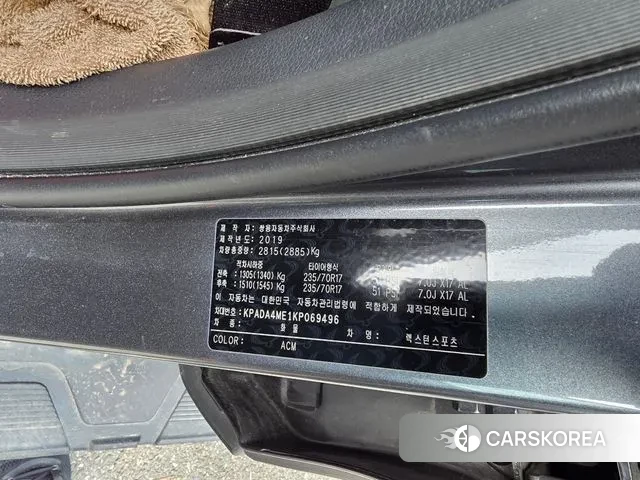 제 작 자: 쌍용자동차주식회사
제작년도: 2019
차량총중량: 2815(2885)Kg
적차시하중 타이어형식
전축: 1305(1340) Kg 235/70R17 7.0J X17 AL
후축: 1510(1545) Kg 235/70R17 51 PSI 7.0J X17 AL
이 자동차는 대한민국 자동차관리법령에 적합하게 제작되었습니다.
차대번호: KPADA4ME1KP069496
차 종: 화물 차 명: 렉스턴스포츠
COLOR: ACM
CARSKOREA